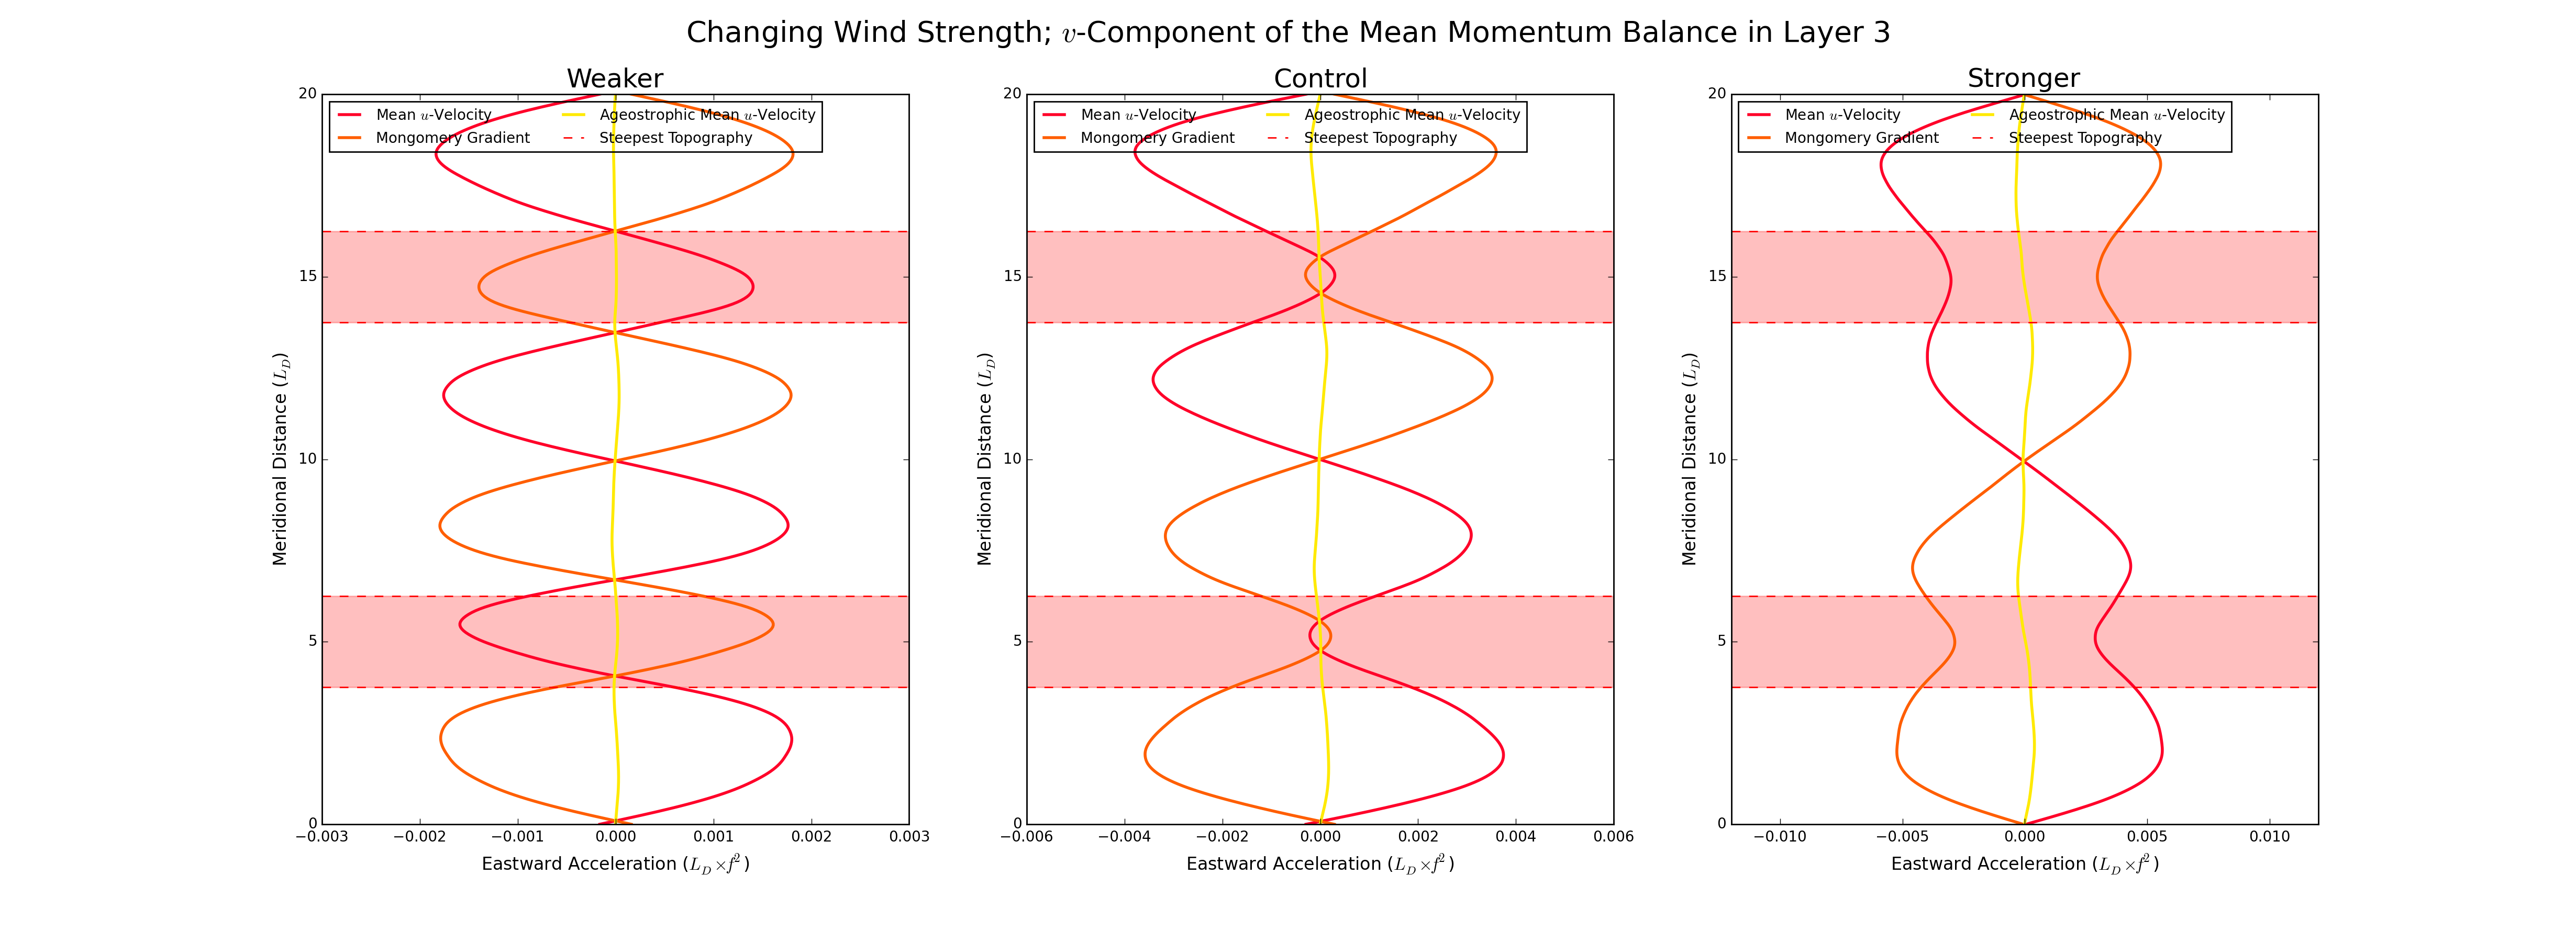 Changing Wind Strength; v-Component of the Mean Momentum Balance in Layer 3
Weaker
Mean u-Velocity
Mongomery Gradient
Ageostrophic Mean u-Velocity
Steepest Topography
20
15
10
5
0
Meridional Distance (L_D)
−0.003 −0.002 −0.001 0.000 0.001 0.002 0.003
Eastward Acceleration (L_D×f²)
Control
Mean u-Velocity
Mongomery Gradient
Ageostrophic Mean u-Velocity
Steepest Topography
20
15
10
5
0
Meridional Distance (L_D)
−0.006 −0.004 −0.002 0.000 0.002 0.004 0.006
Eastward Acceleration (L_D×f²)
Stronger
Mean u-Velocity
Mongomery Gradient
Ageostrophic Mean u-Velocity
Steepest Topography
20
15
10
5
0
Meridional Distance (L_D)
−0.010 −0.005 0.000 0.005 0.010
Eastward Acceleration (L_D×f²)